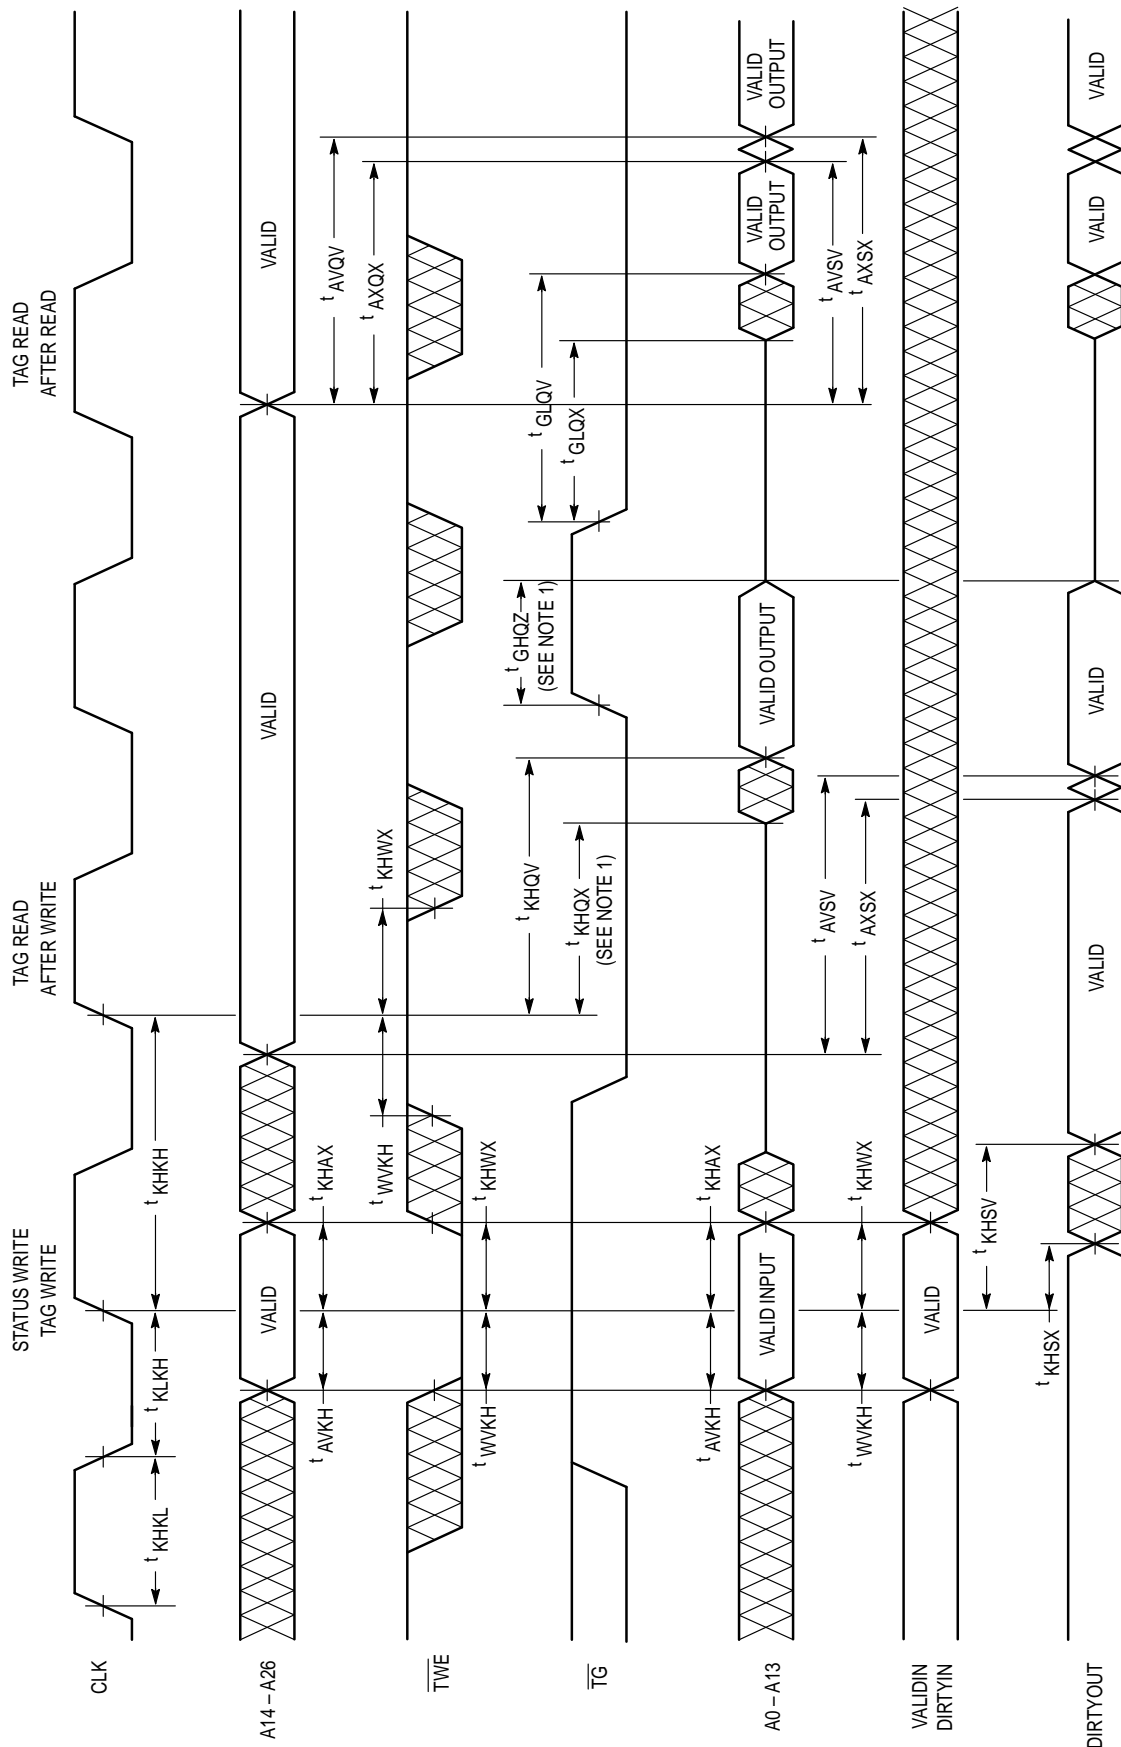 STATUS WRITE
TAG WRITE
TAG READ
AFTER WRITE
TAG READ
AFTER READ
CLK
t KHKL
t KLKH
t KHKH
A14 – A26
VALID
VALID
VALID
t AVKH
t KHAX
t WVKH
t KHWX
t AVQV
t AXQX
TWE
t WVKH
t KHWX
t KHQV
t KHQX
(SEE NOTE 1)
t GHQZ
(SEE NOTE 1)
t GLQV
t GLQX
TG
t AVKH
t KHAX
A0 – A13
VALID INPUT
VALID OUTPUT
VALID
OUTPUT
VALID
OUTPUT
t WVKH
t KHWX
t AVSV
t AXSX
t AVSV
t AXSX
VALIDIN
DIRTYIN
VALID
t KHSX
t KHSV
DIRTYOUT
VALID
VALID
VALID
VALID